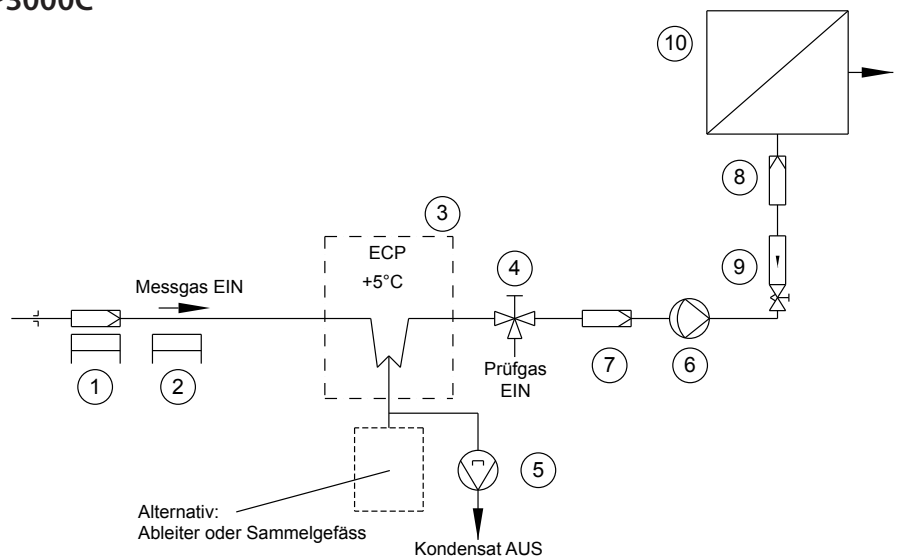 10
8
3
ECP
+5°C
4
9
Messgas EIN
Prüfgas
EIN
1
2
7
6
5
Alternativ:
Ableiter oder Sammelgefäss
Kondensat AUS